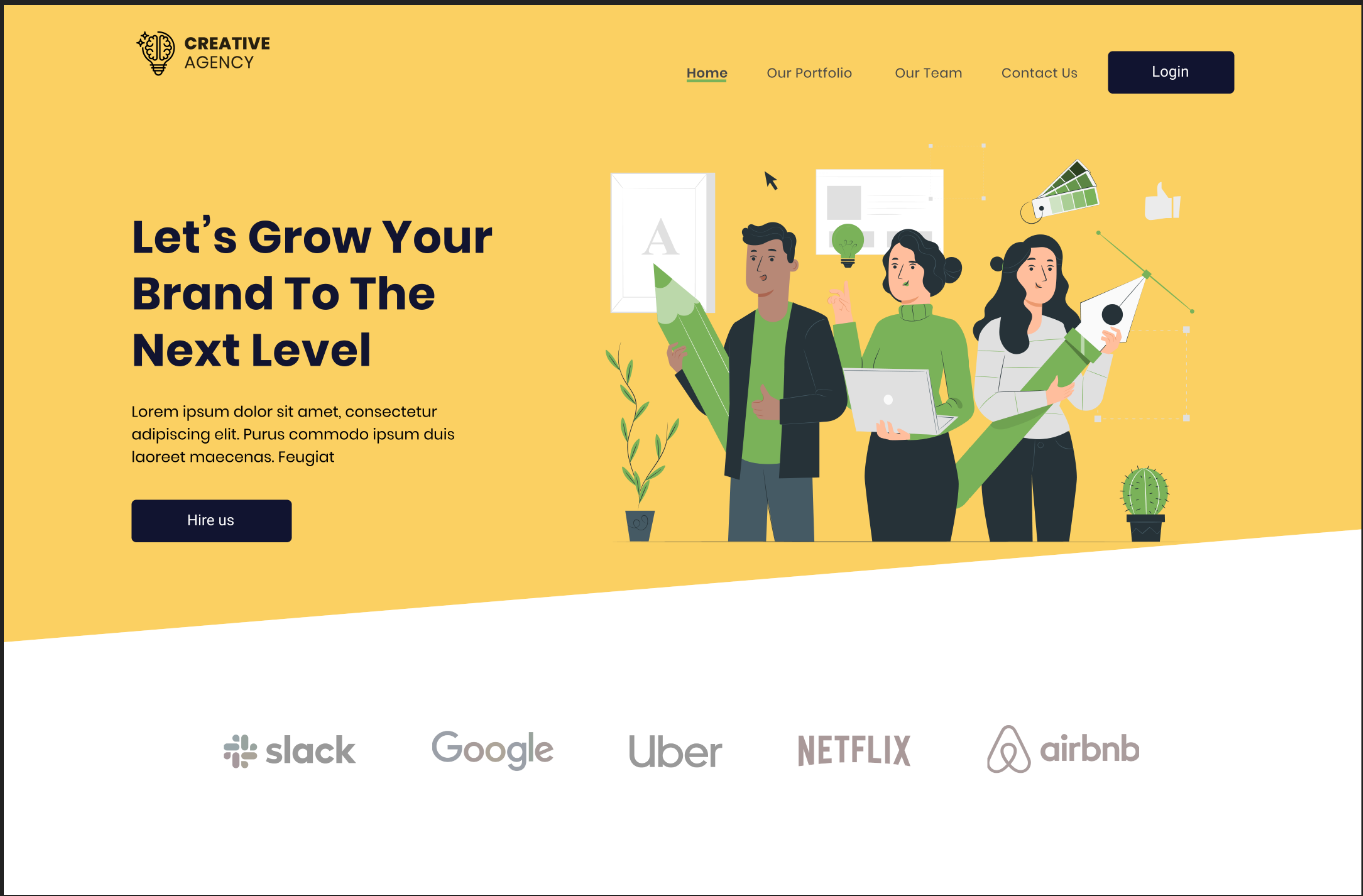 CREATIVE
AGENCY
Home
Our Portfolio
Our Team
Contact Us
Login
A
Let’s Grow Your
Brand To The
Next Level
Lorem ipsum dolor sit amet, consectetur
adipiscing elit. Purus commodo ipsum duis
laoreet maecenas. Feugiat
Hire us
slack
Google
Uber
NETFLIX
airbnb